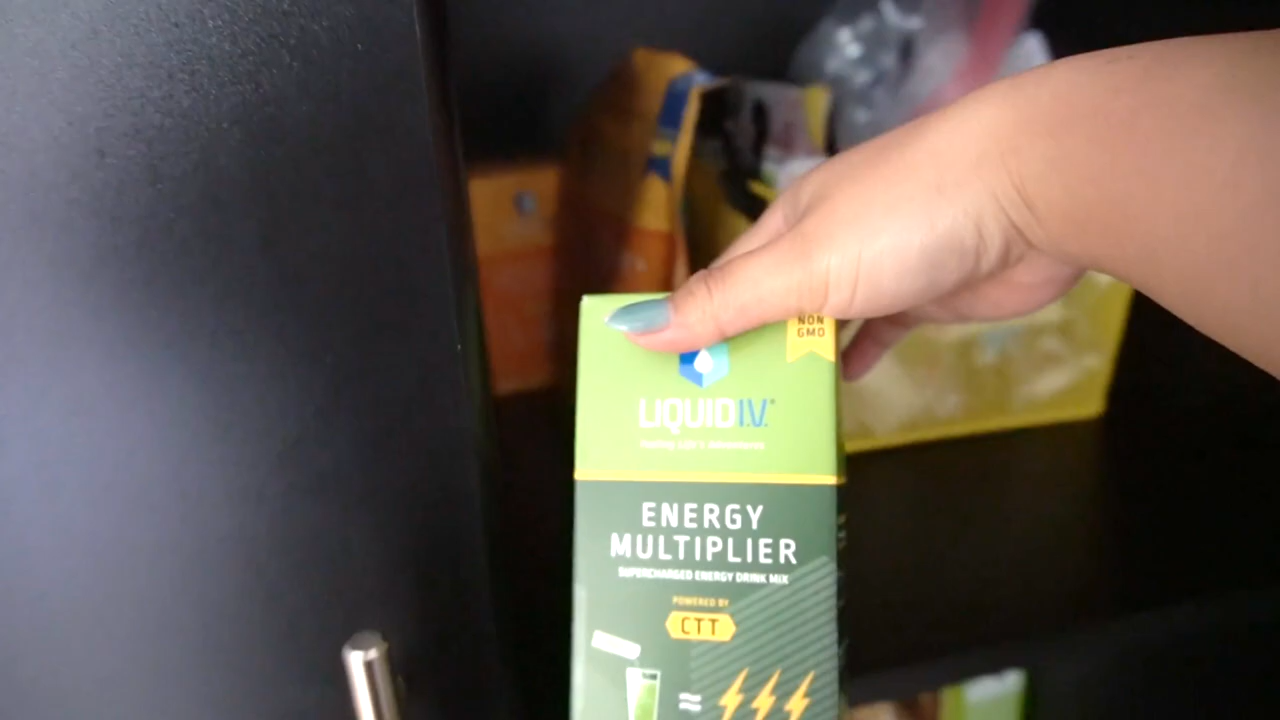 NON
GMO
LIQUID I.V.®
ENERGY
MULTIPLIER
SUPERCHARGED ENERGY DRINK MIX
POWERED BY
CTT